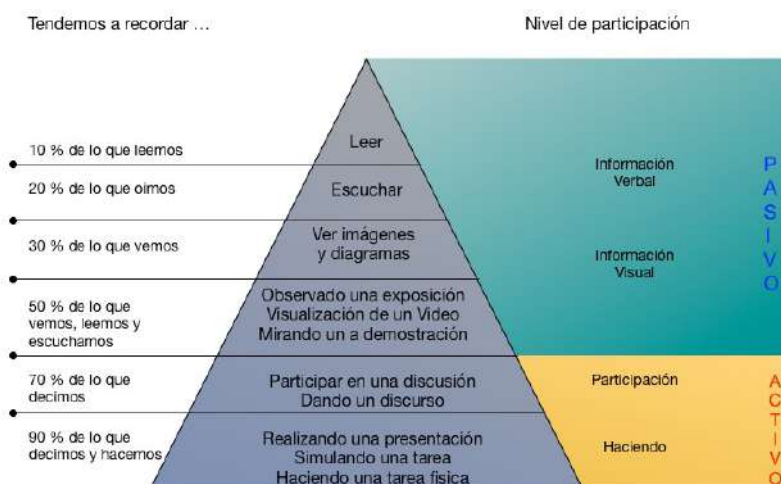 Tendemos a recordar ...
Nivel de participación
10 % de lo que leemos
Leer
20 % de lo que oimos
Escuchar
Información
Verbal
30 % de lo que vemos
Ver imágenes
y diagramas
Información
Visual
50 % de lo que
vemos, leemos y
escuchamos
Observado una exposición
Visualización de un Video
Mirando un a demostración
PASIVO
70 % de lo que
decimos
Participar en una discusión
Dando un discurso
Participación
90 % de lo que
decimos y hacemos
Realizando una presentación
Simulando una tarea
Haciendo una tarea fisica
Haciendo
ACTIVO